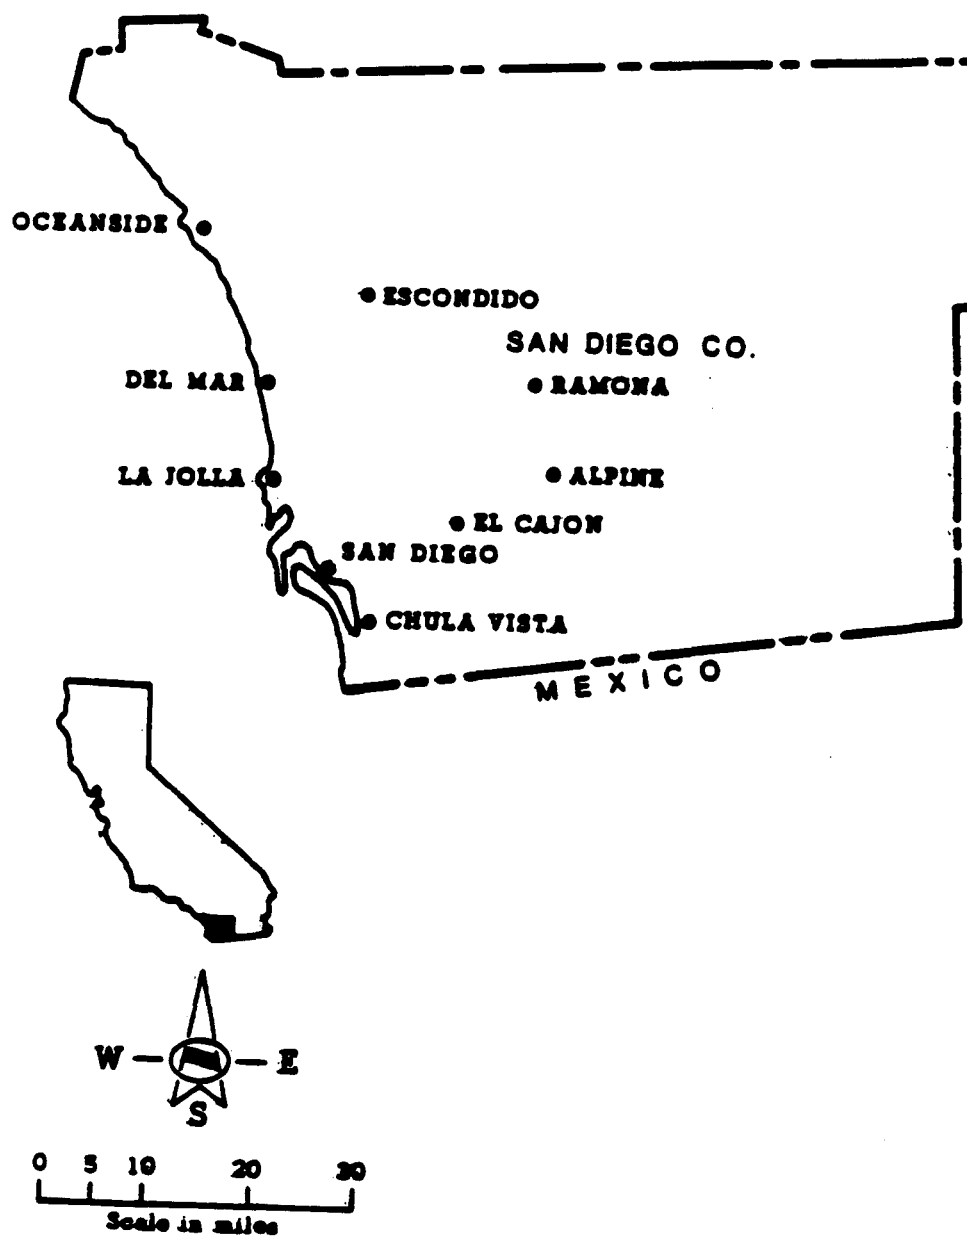 OCEANSIDE
ESCONDIDO
SAN DIEGO CO.
DEL MAR
RAMONA
LA JOLLA
ALPINE
EL CAJON
SAN DIEGO
CHULA VISTA
MEXICO
W E
S
0 5 10 20 30
Scale in miles